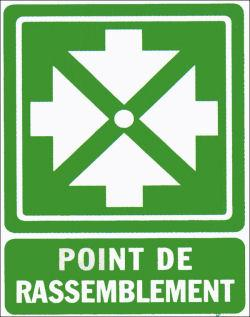 POINT DE
RASSEMBLEMENT